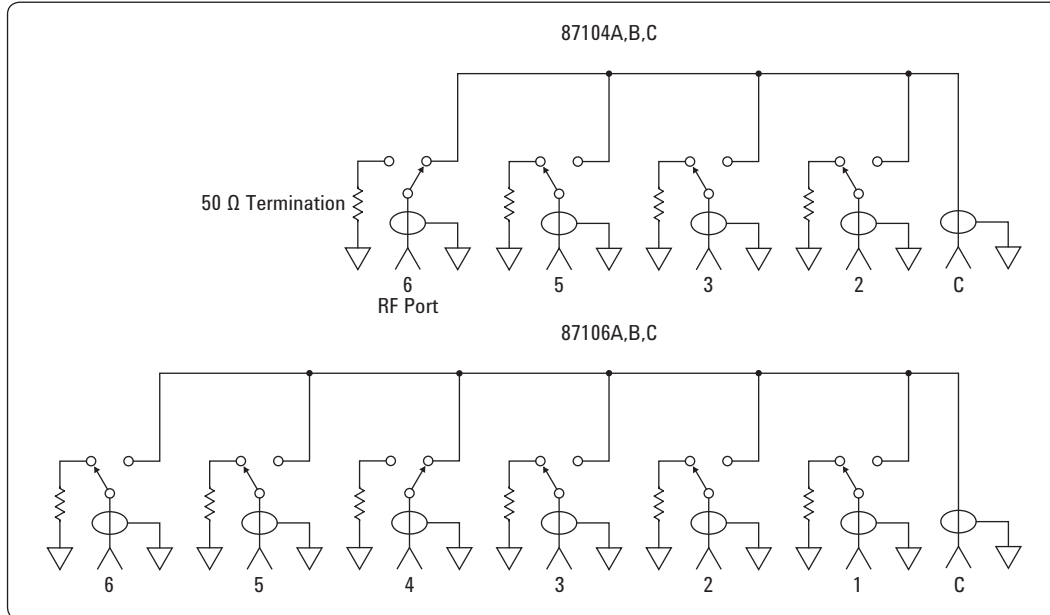 87104A,B,C
50 Ω Termination
6 5 3 2 C
RF Port
87106A,B,C
6 5 4 3 2 1 C